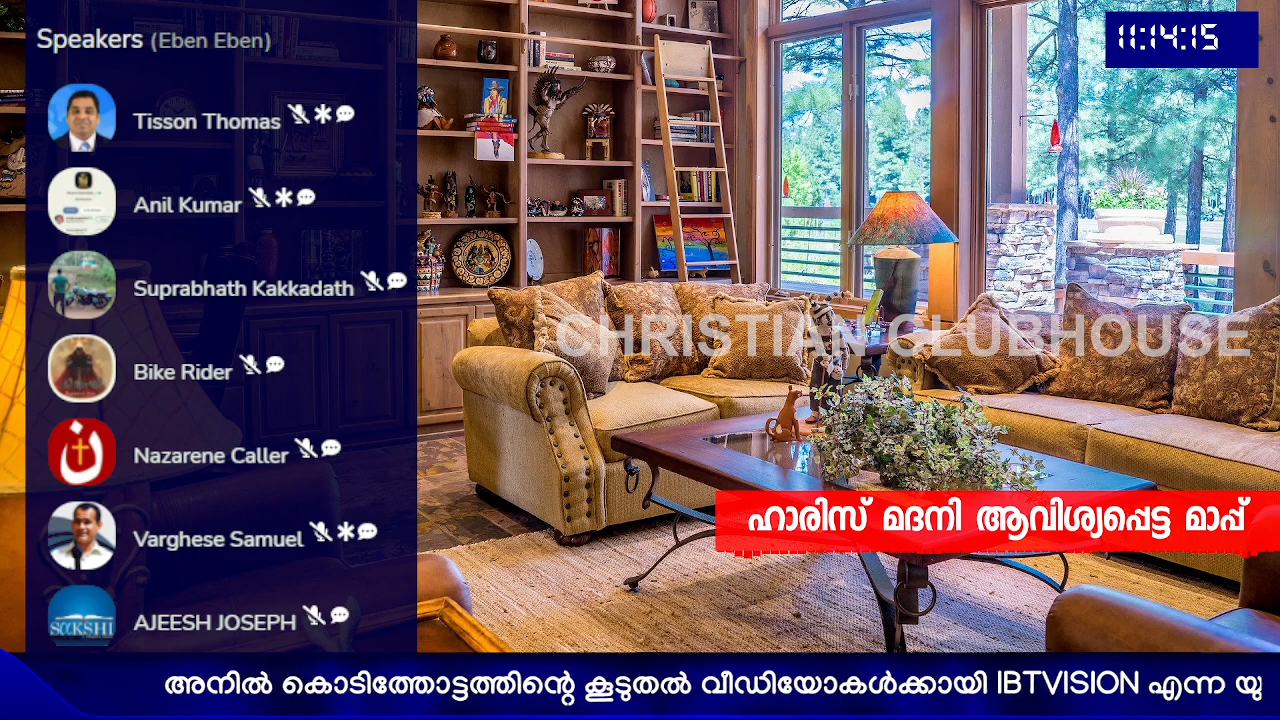 Speakers (Eben Eben)
11:14:15
Tisson Thomas
Anil Kumar
Suprabhath Kakkadath
Bike Rider
Nazarene Caller
Varghese Samuel
AJEESH JOSEPH
SAKSHI
CHRISTIAN CLUBHOUSE
ഹാരിസ് മദനി ആവിശ്യപ്പെട്ട മാപ്പ്
അനിൽ കൊടിത്തോട്ടത്തിന്റെ കൂടുതൽ വീഡിയോകൾക്കായി IBTVISION എന്ന യു